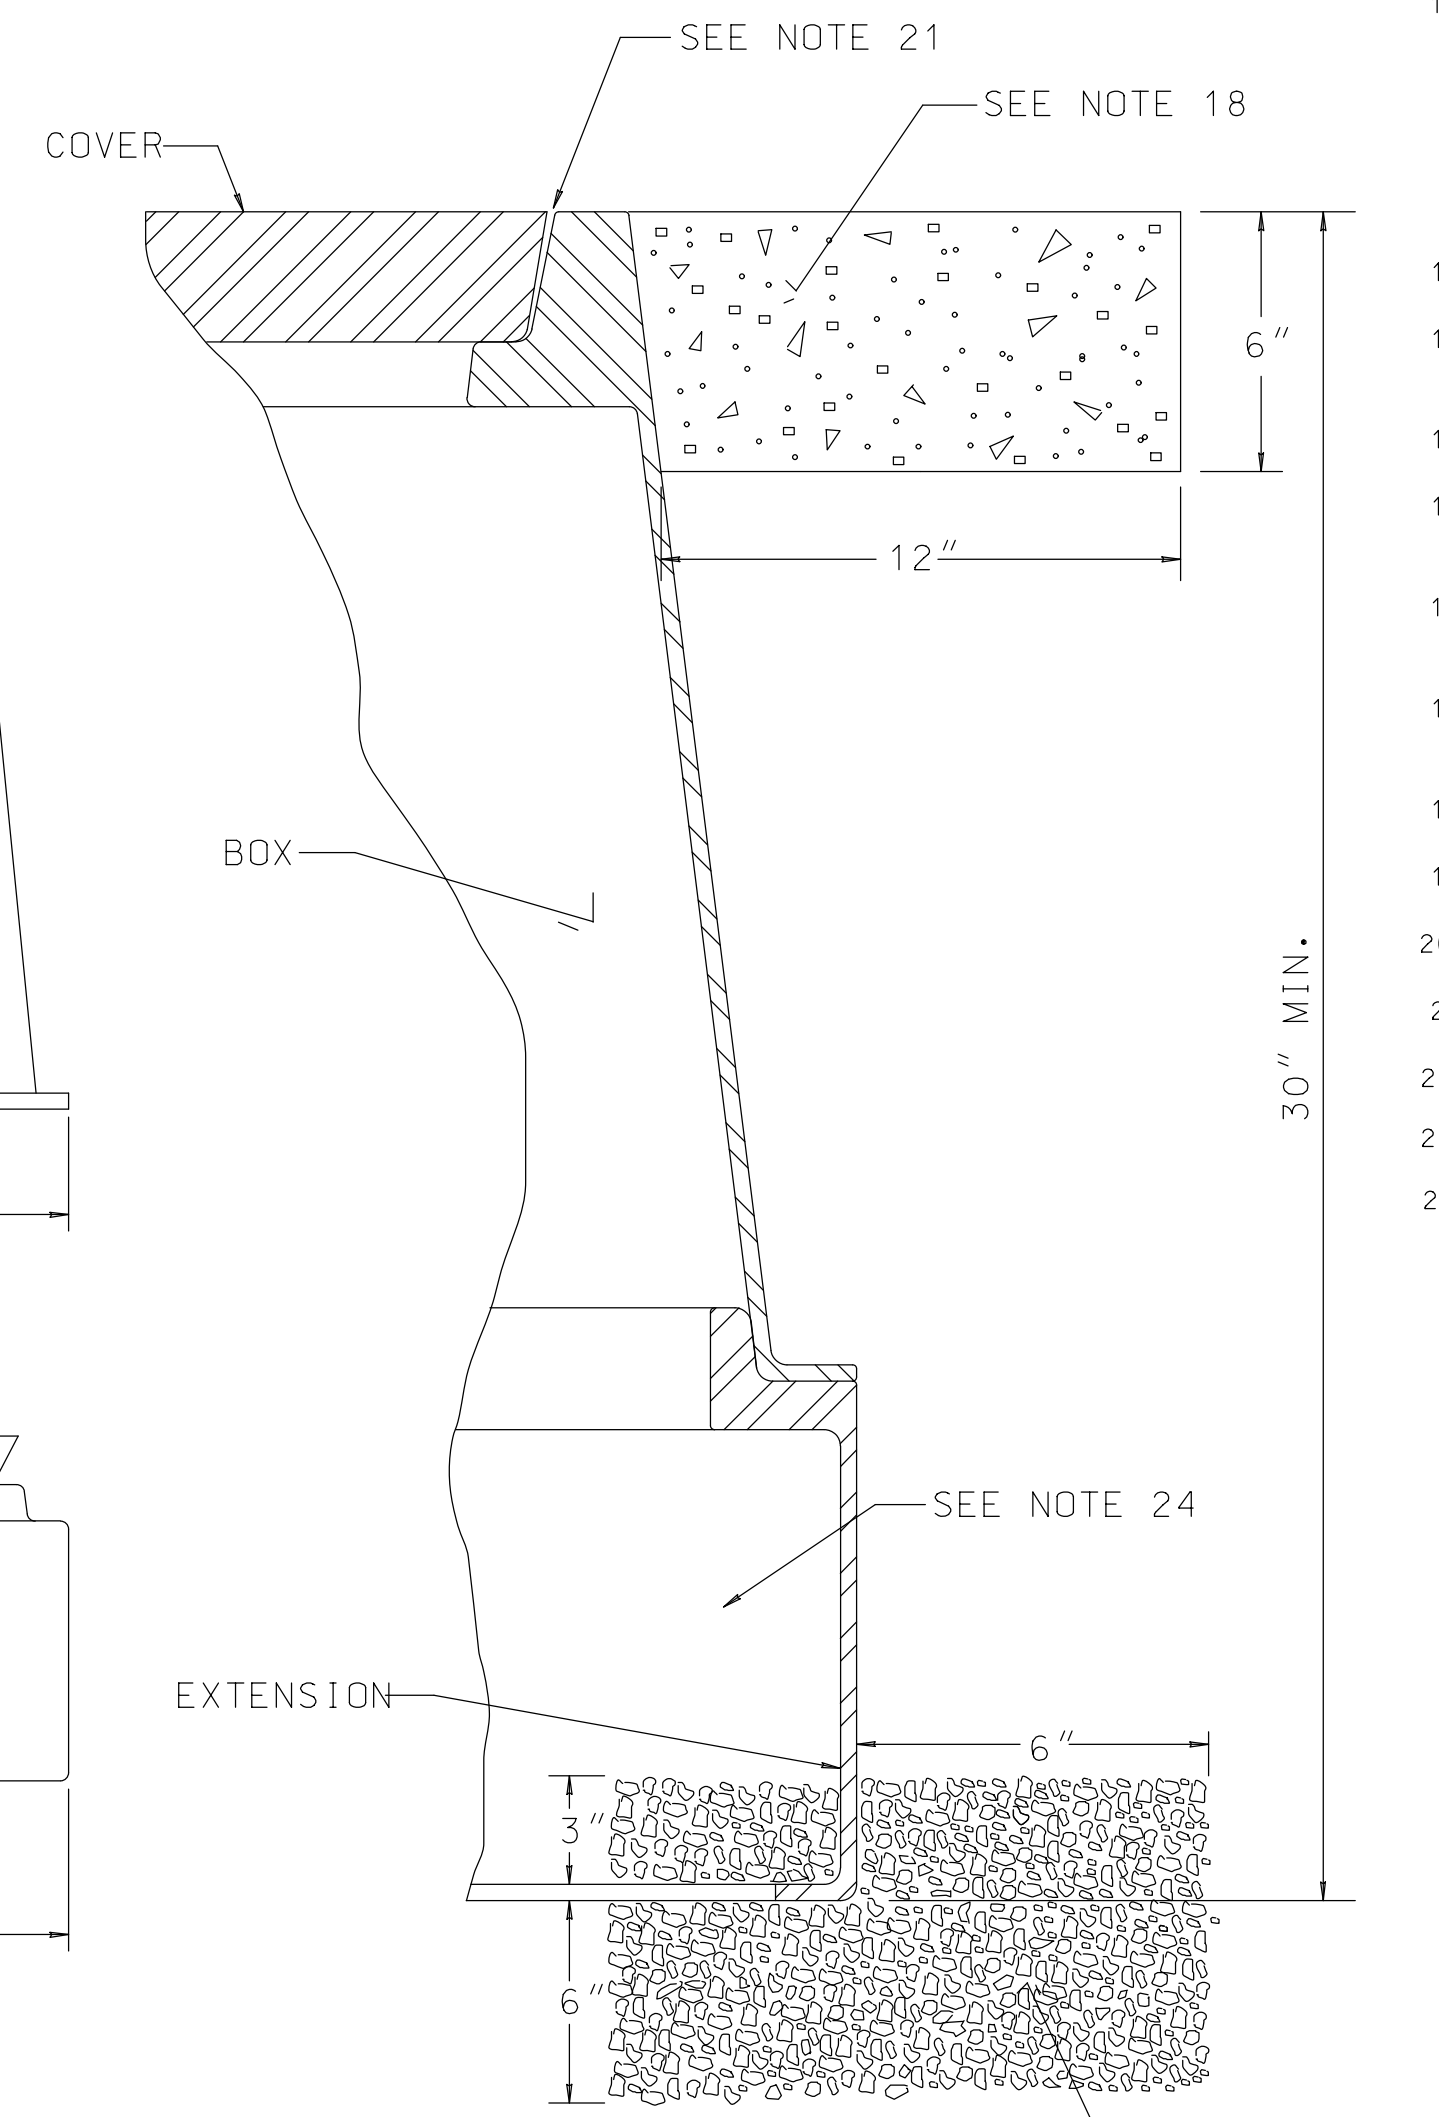 SEE NOTE 21
SEE NOTE 18
COVER
6"
12"
BOX
30" MIN.
SEE NOTE 24
EXTENSION
6"
3"
6"